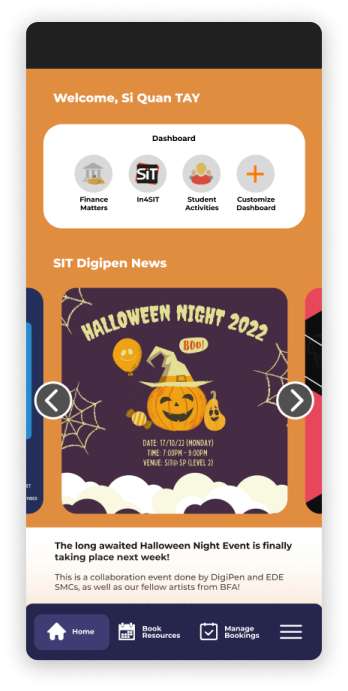 Welcome, Si Quan TAY
Dashboard
Finance
Matters
In4SIT
Student
Activities
Customize
Dashboard
SiT
SIT Digipen News
HALLOWEEN NIGHT 2022
BOO!
DATE: 17/10/22 (MONDAY)
TIME: 7:00PM - 9:00PM
VENUE: SIT@SP (LEVEL 2)
VIDEO
The long awaited Halloween Night Event is finally
taking place next week!
This is a collaboration event done by DigiPen and EDE
SMCs, as well as our fellow artists from BFA!
Home
Book
Resources
Manage
Bookings